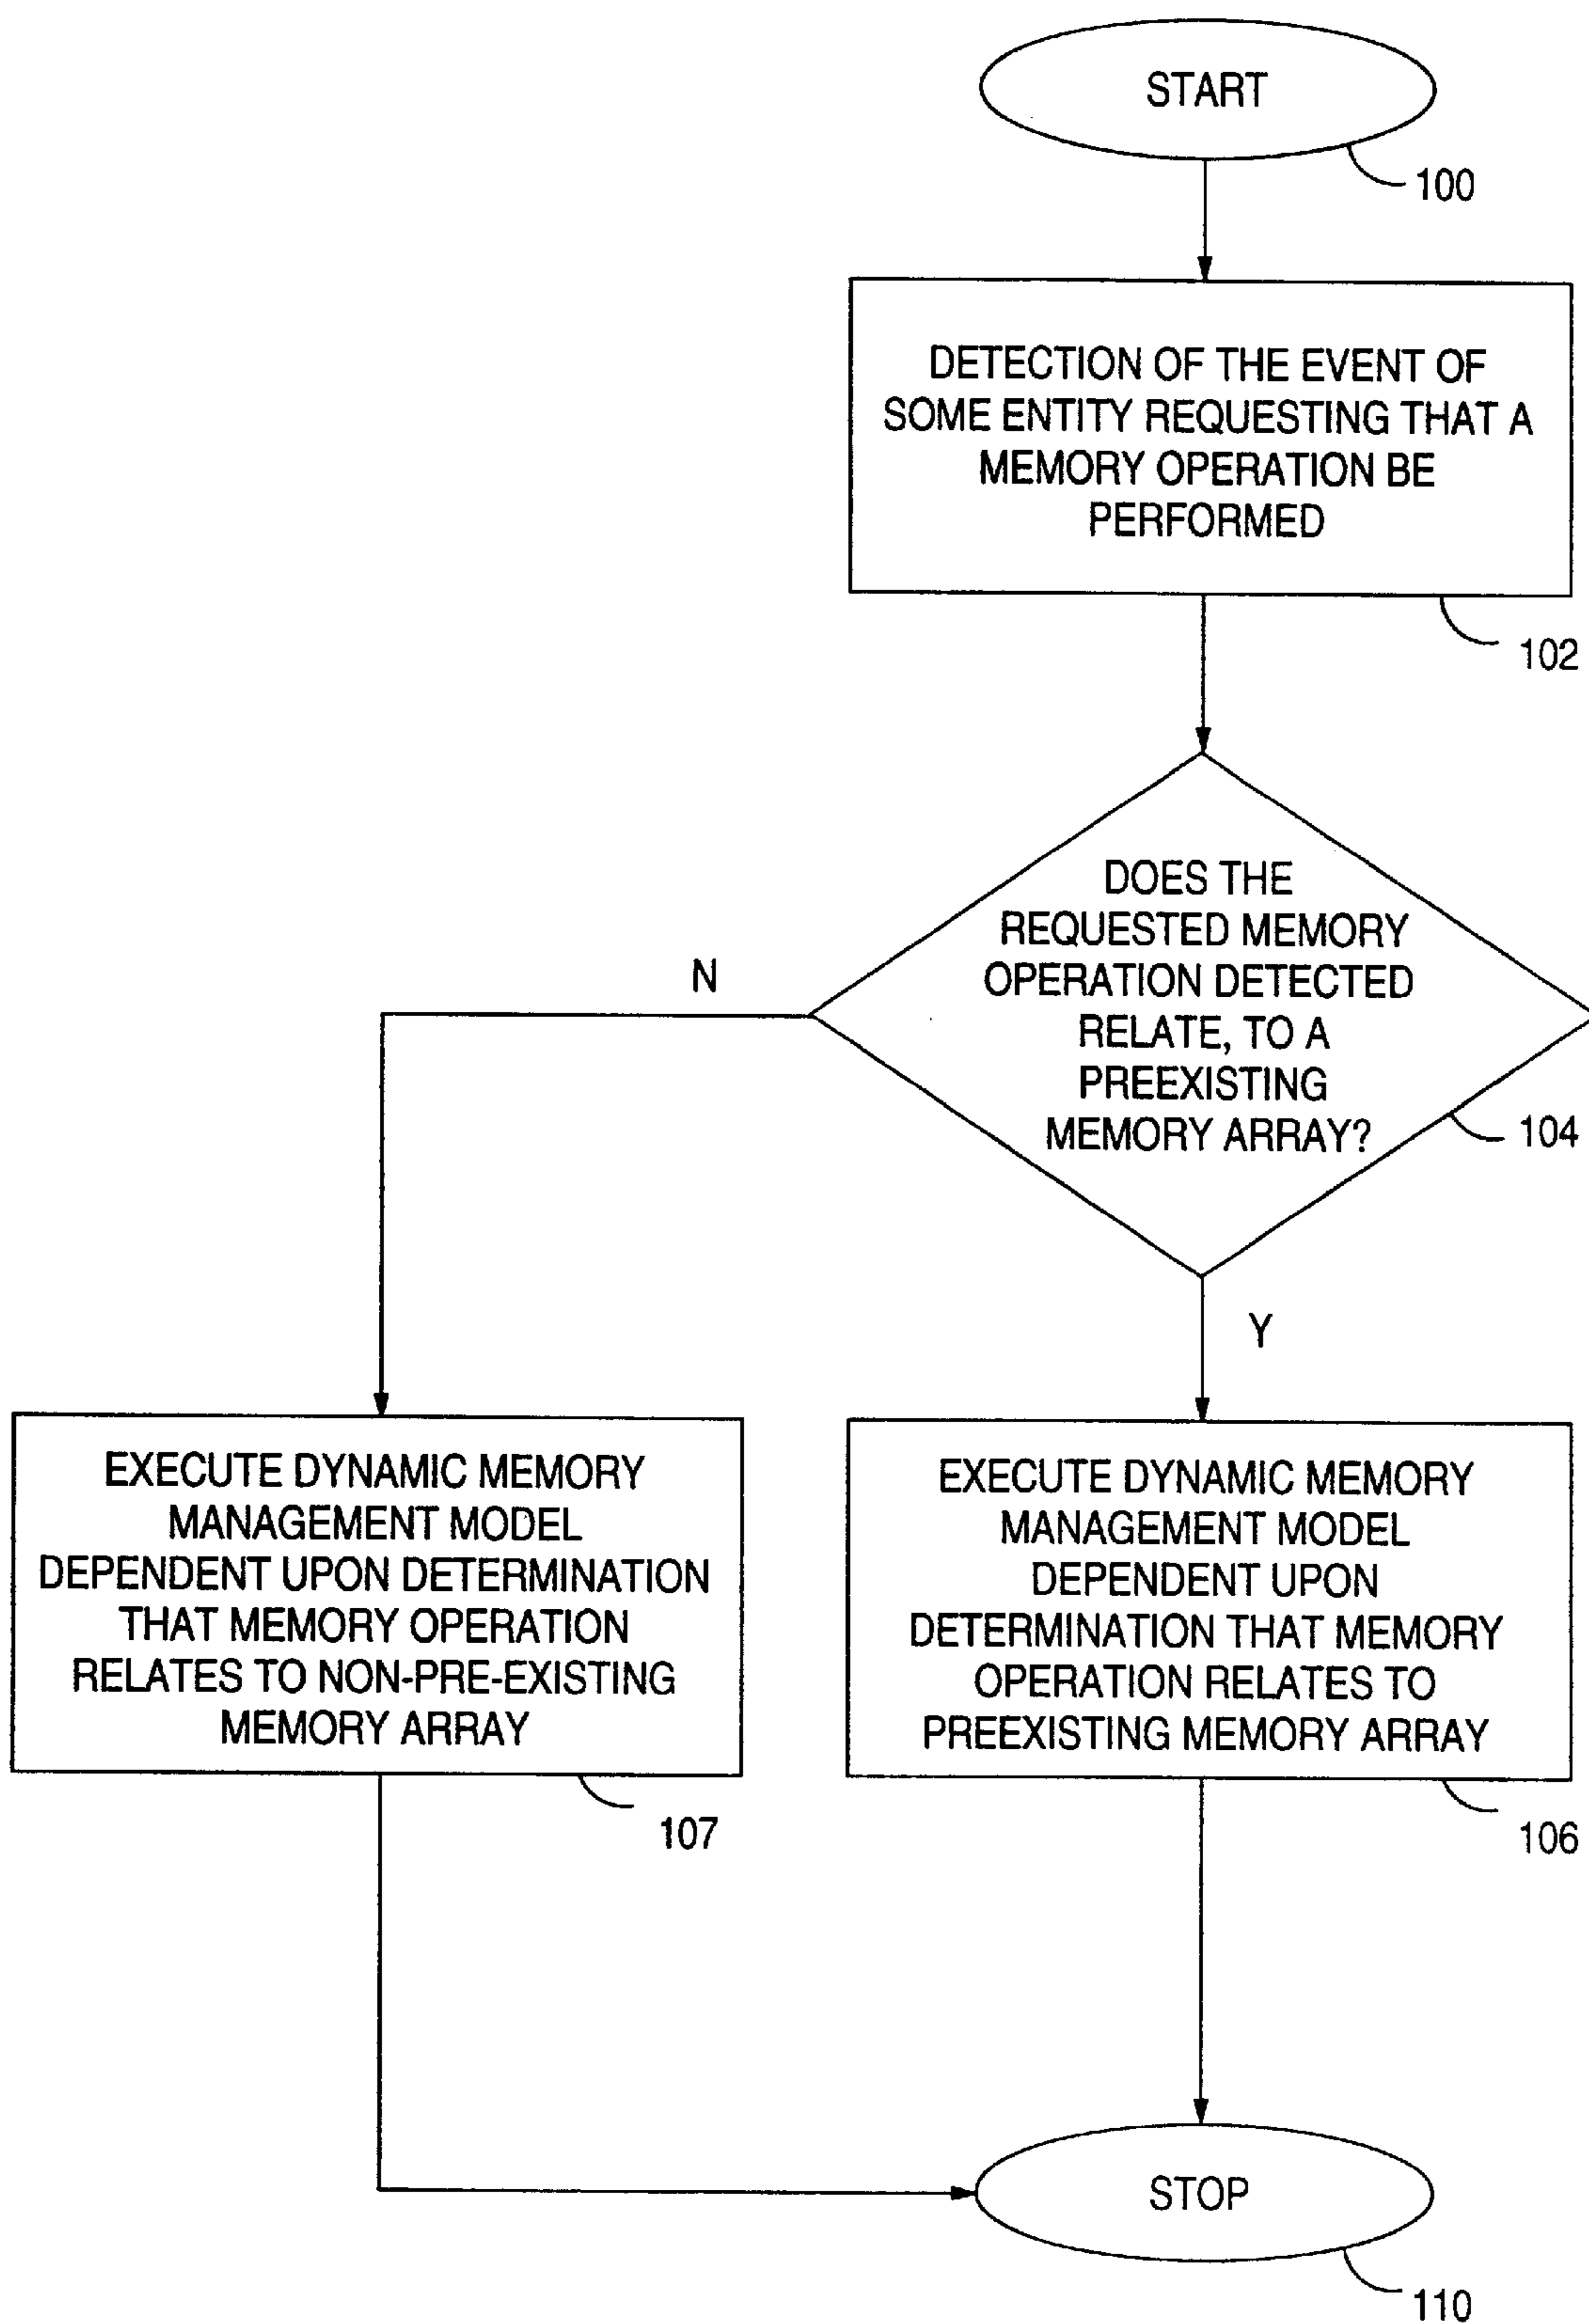 START
100
DETECTION OF THE EVENT OF
SOME ENTITY REQUESTING THAT A
MEMORY OPERATION BE
PERFORMED
102
DOES THE
REQUESTED MEMORY
OPERATION DETECTED
RELATE, TO A
PREEXISTING
MEMORY ARRAY?
104
N
Y
EXECUTE DYNAMIC MEMORY
MANAGEMENT MODEL
DEPENDENT UPON DETERMINATION
THAT MEMORY OPERATION
RELATES TO NON-PRE-EXISTING
MEMORY ARRAY
107
EXECUTE DYNAMIC MEMORY
MANAGEMENT MODEL
DEPENDENT UPON
DETERMINATION THAT MEMORY
OPERATION RELATES TO
PREEXISTING MEMORY ARRAY
106
STOP
110